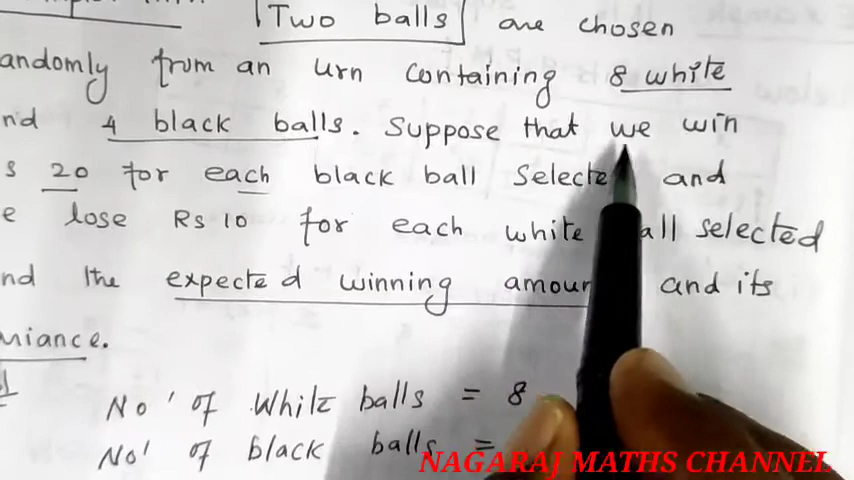 Two balls are chosen
andomly from an urn containing 8 white
nd 4 black balls. Suppose that we win
s 20 for each black ball selecte and
e lose Rs 10 for each white all selected
nd the expected winning amoun and its
riance.
No' of White balls = 8
No' of black balls =
NAGARAJ MATHS CHANNEL